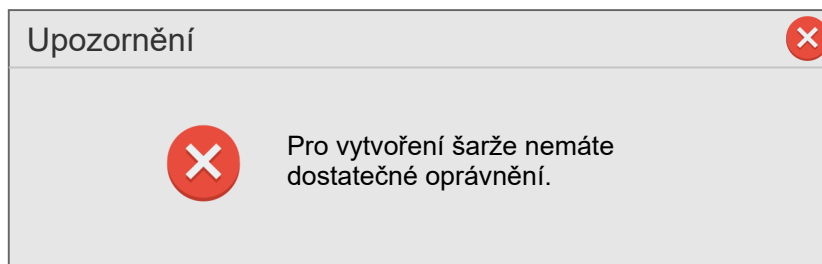 Upozornění
Pro vytvoření šarže nemáte
dostatečné oprávnění.